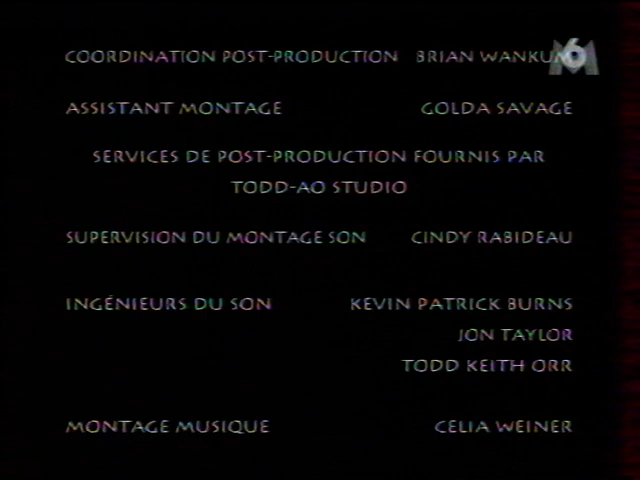 COORDINATION POST-PRODUCTION BRIAN WANKUM
M6
ASSISTANT MONTAGE GOLDA SAVAGE
SERVICES DE POST-PRODUCTION FOURNIS PAR
TODD-AO STUDIO
SUPERVISION DU MONTAGE SON CINDY RABIDEAU
INGÉNIEURS DU SON KEVIN PATRICK BURNS
JON TAYLOR
TODD KEITH ORR
MONTAGE MUSIQUE CELIA WEINER